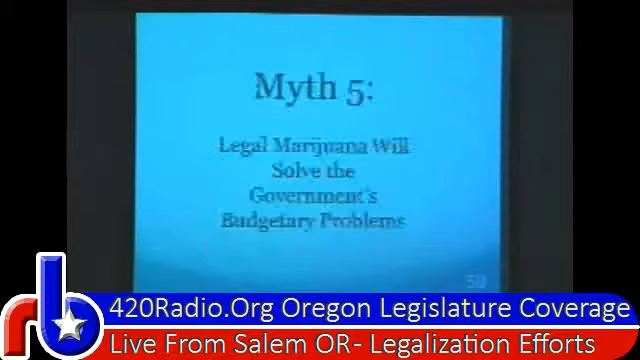 Myth 5:
Legal Marijuana Will
Solve the
Government's
Budgetary Problems
50
420Radio.Org Oregon Legislature Coverage
Live From Salem OR- Legalization Efforts